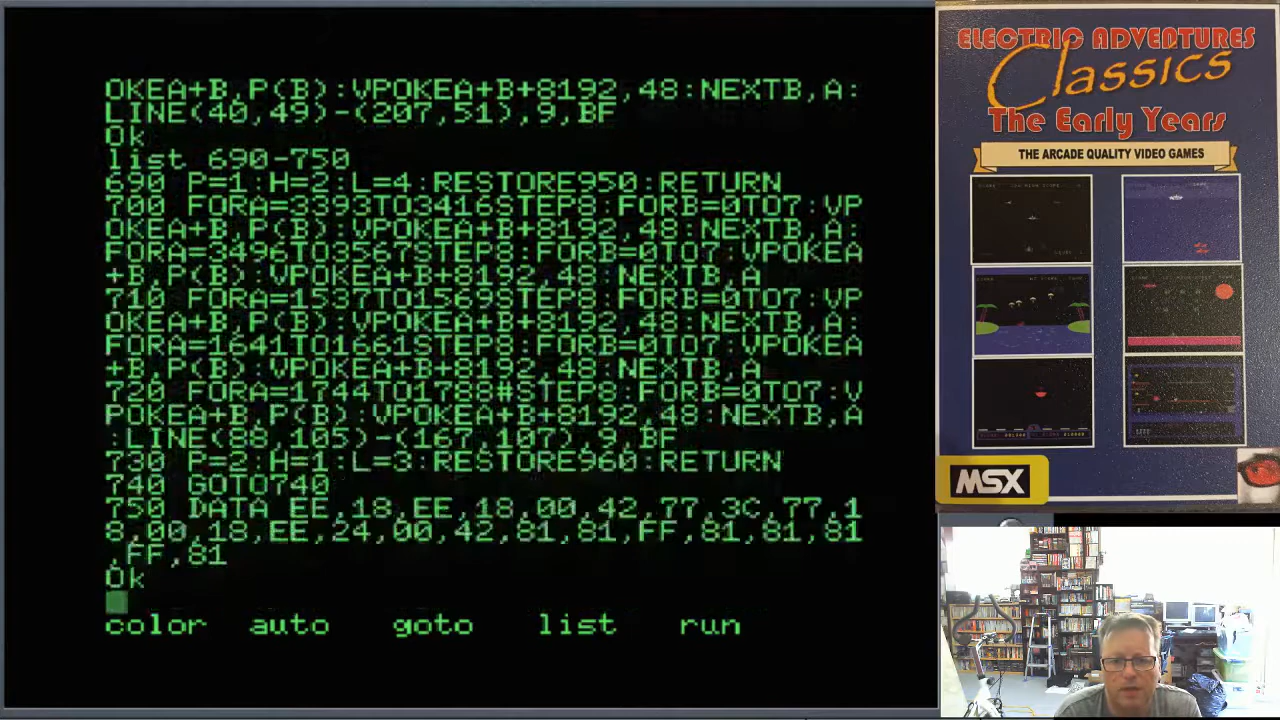 OKEA+B,P(B):VPOKEA+B+8192,48:NEXTB,A:
LINE(40,49)-(207,51),9,BF
Ok
list 690-750
690 P=1:H=2:L=4:RESTORE950:RETURN
700 FORA=3393TO3416STEP8:FORB=0TO7:VP
OKEA+B,P(B):VPOKEA+B+8192,48:NEXTB,A:
FORA=3496TO3567STEP8:FORB=0TO7:VPOKEA
+B,P(B):VPOKEA+B+8192,48:NEXTB,A
710 FORA=1537TO1569STEP8:FORB=0TO7:VP
OKEA+B,P(B):VPOKEA+B+8192,48:NEXTB,A:
FORA=1641TO1661STEP8:FORB=0TO7:VPOKEA
+B,P(B):VPOKEA+B+8192,48:NEXTB,A
720 FORA=1744TO1788#STEP8:FORB=0TO7:V
POKEA+B,P(B):VPOKEA+B+8192,48:NEXTB,A
:LINE(88,105)-(167,107),9,BF
730 P=2:H=1:L=3:RESTORE960:RETURN
740 GOTO740
750 DATA EE,18,EE,18,00,42,77,3C,77,1
8,00,18,EE,24,00,42,81,81,FF,81,81,81
,FF,81
Ok
color auto goto list run
ELECTRIC ADVENTURES
Classics
The Early Years
THE ARCADE QUALITY VIDEO GAMES
MSX